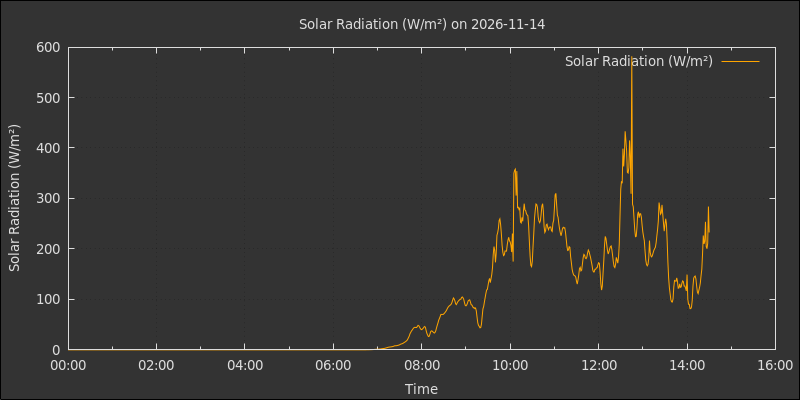 Solar Radiation (W/m²) on 2026-11-14
Solar Radiation (W/m²)
600
500
400
300
200
100
0
Solar Radiation (W/m²)
00:00 02:00 04:00 06:00 08:00 10:00 12:00 14:00 16:00
Time